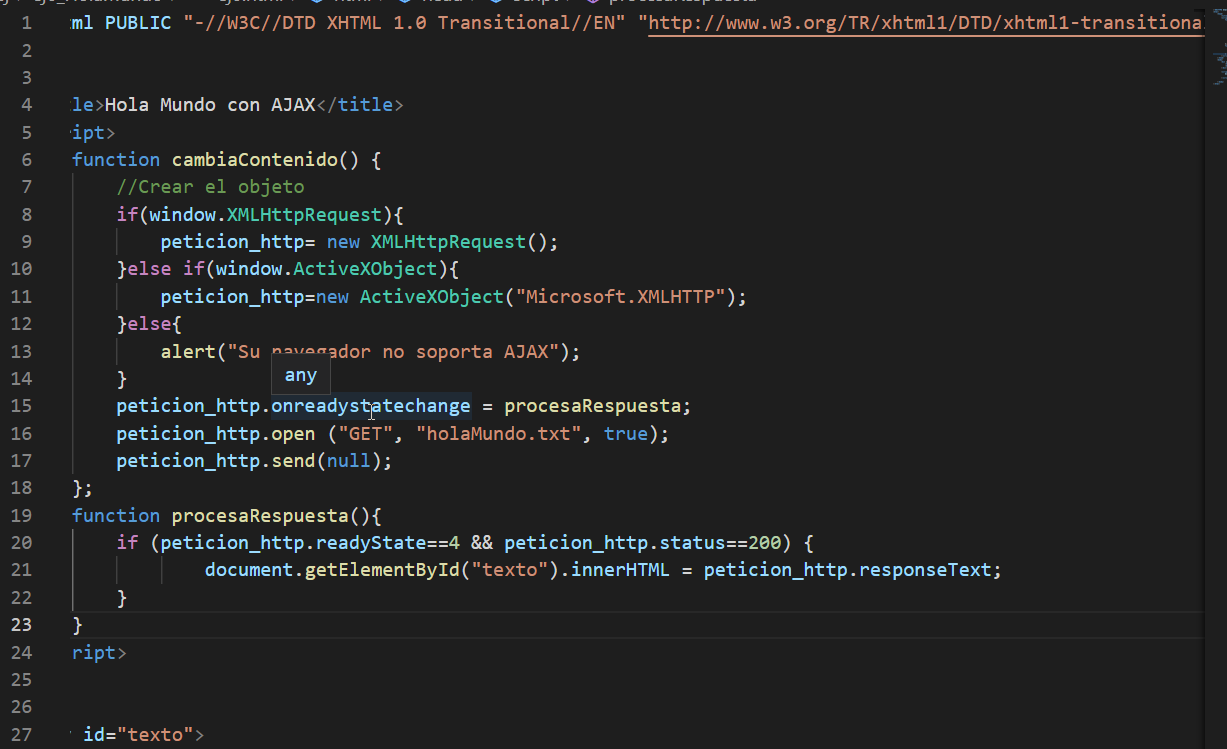 1 ml PUBLIC "-//W3C//DTD XHTML 1.0 Transitional//EN" "http://www.w3.org/TR/xhtml1/DTD/xhtml1-transitiona
2
3
4 le>Hola Mundo con AJAX</title>
5 ipt>
6 function cambiaContenido() {
7 //Crear el objeto
8 if(window.XMLHttpRequest){
9 peticion_http= new XMLHttpRequest();
10 }else if(window.ActiveXObject){
11 peticion_http=new ActiveXObject("Microsoft.XMLHTTP");
12 }else{
13 alert("Su navegador no soporta AJAX");
14 }
any
15 peticion_http.onreadystatechange = procesaRespuesta;
16 peticion_http.open ("GET", "holaMundo.txt", true);
17 peticion_http.send(null);
18 };
19 function procesaRespuesta(){
20 if (peticion_http.readyState==4 && peticion_http.status==200) {
21 document.getElementById("texto").innerHTML = peticion_http.responseText;
22 }
23 }
24 ript>
25
26
27 id="texto">